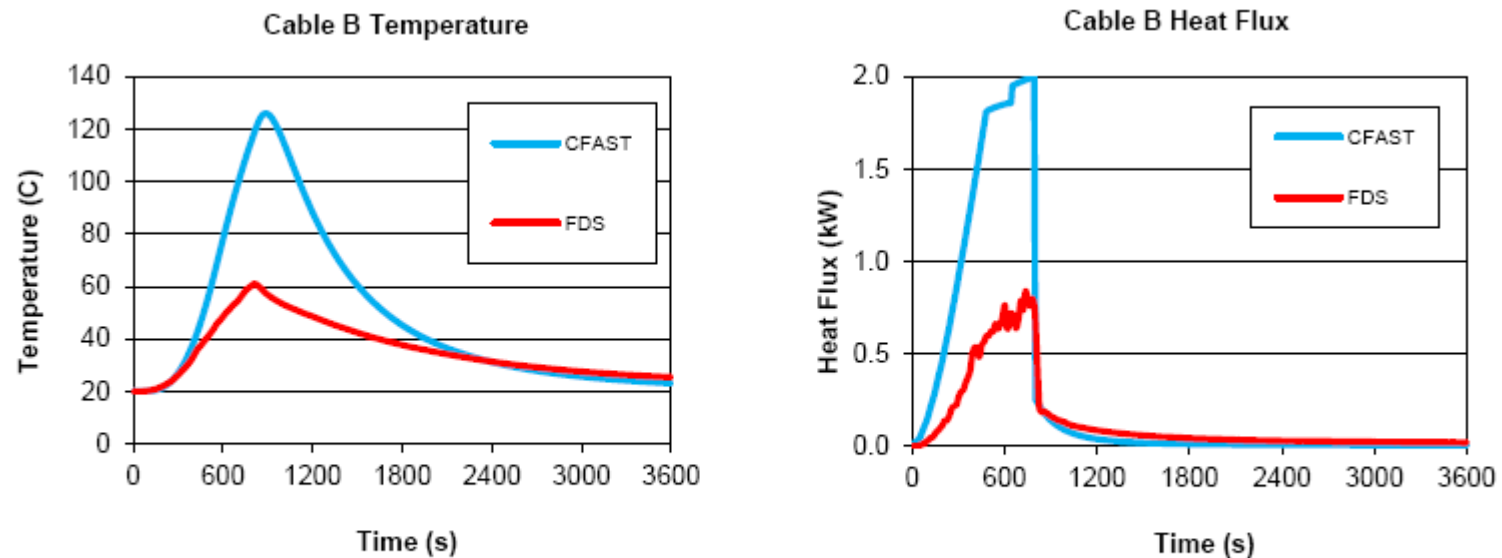 Cable B Temperature
140
120
100
80
60
40
20
0
Temperature (C)
CFAST
FDS
0 600 1200 1800 2400 3000 3600
Time (s)
Cable B Heat Flux
2.0
1.5
1.0
0.5
0.0
Heat Flux (kW)
CFAST
FDS
0 600 1200 1800 2400 3000 3600
Time (s)